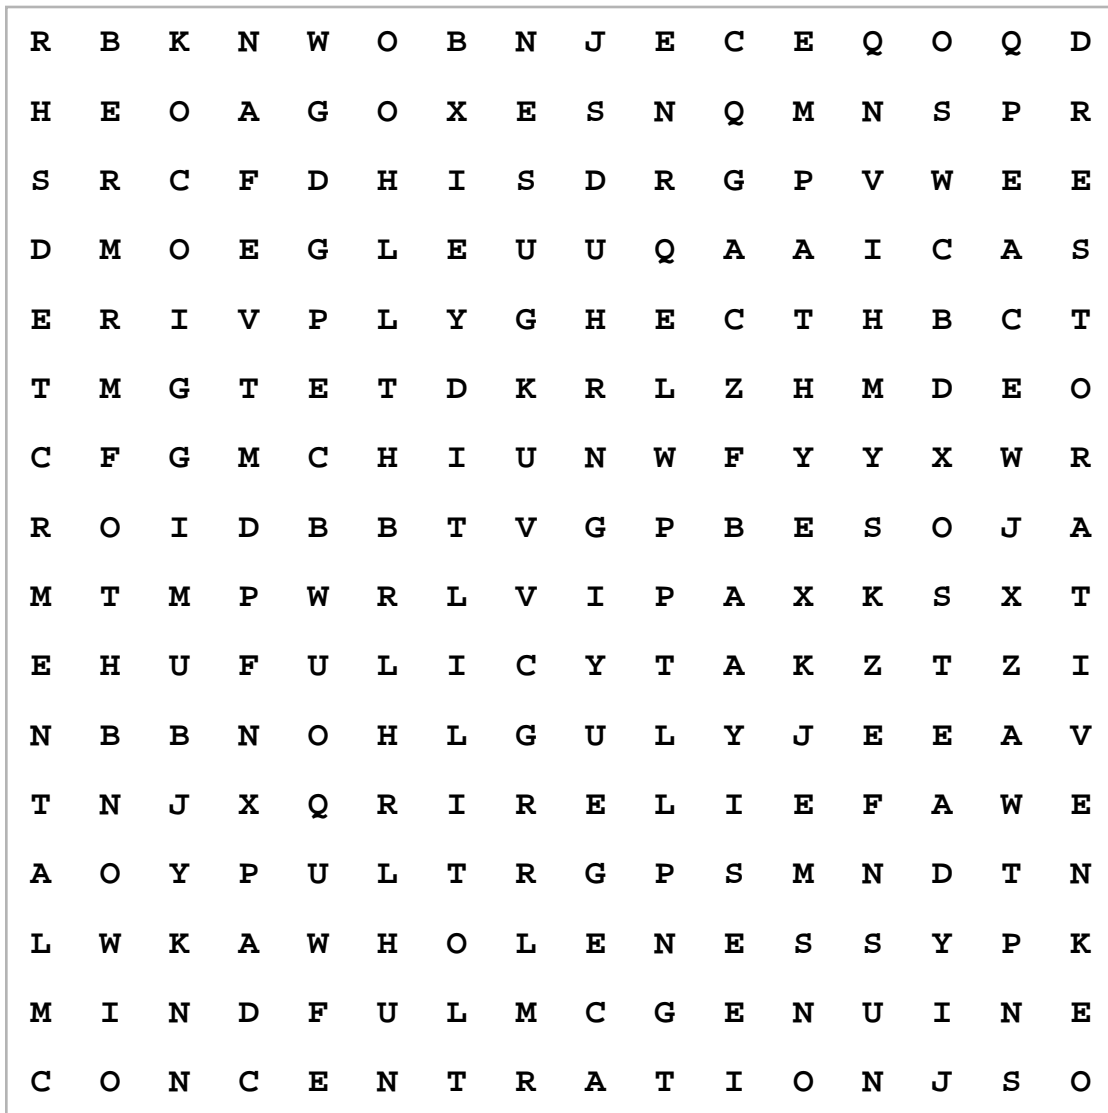 R B K N W O B N J E C E Q O Q D
H E O A G O X E S N Q M N S P R
S R C F D H I S D R G P V W E E
D M O E G L E U U Q A A I C A S
E R I V P L Y G H E C T H B C T
T M G T E T D K R L Z H M D E O
C F G M C H I U N W F Y Y X W R
R O I D B B T V G P B E S O J A
M T M P W R L V I P A X K S X T
E H U F U L I C Y T A K Z T Z I
N B B N O H L G U L Y J E E A V
T N J X Q R I R E L I E F A W E
A O Y P U L T R G P S M N D T N
L W K A W H O L E N E S S Y P K
M I N D F U L M C G E N U I N E
C O N C E N T R A T I O N J S O